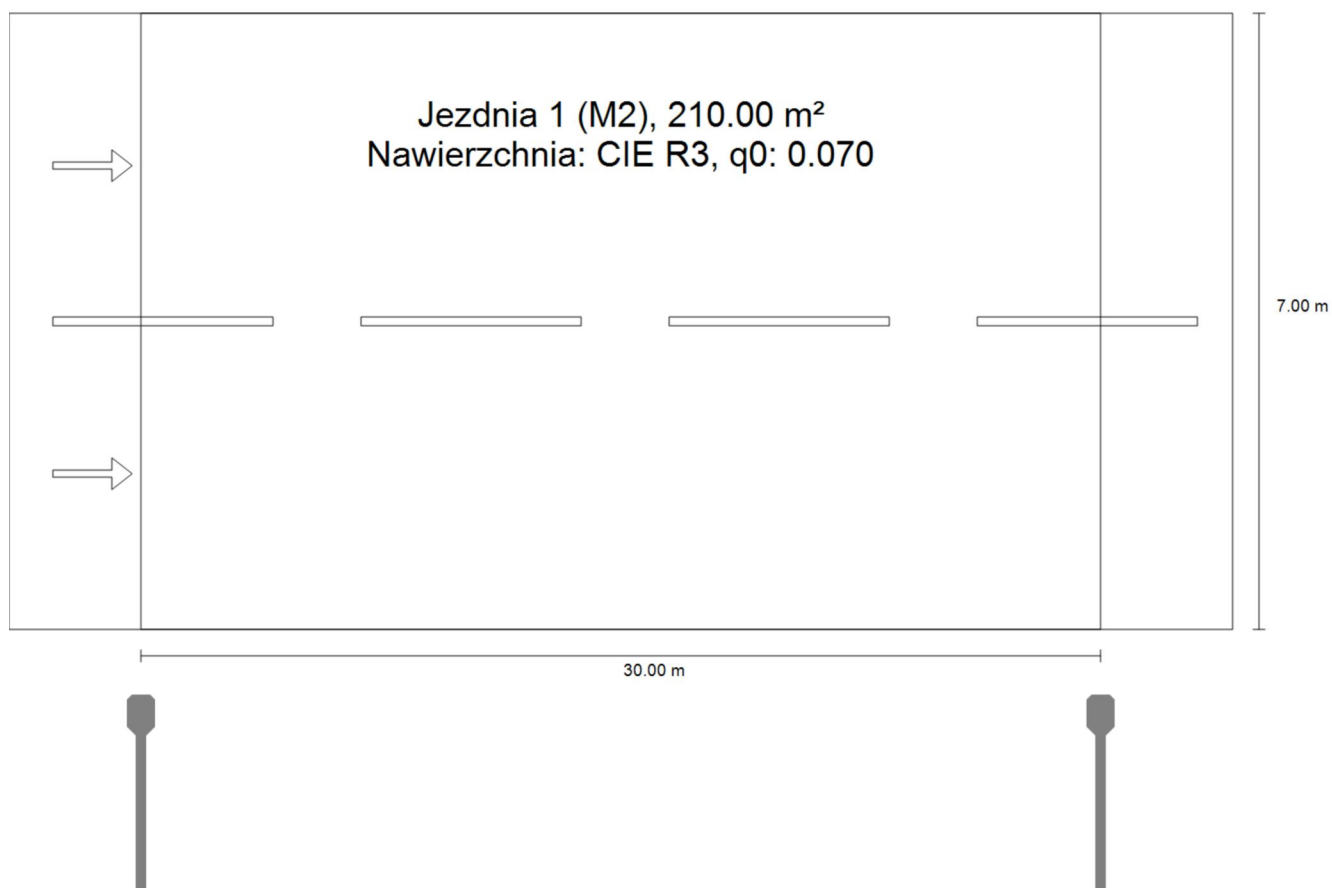 Jezdnia 1 (M2), 210.00 m²
Nawierzchnia: CIE R3, q0: 0.070
7.00 m
30.00 m